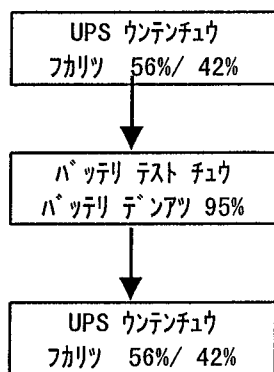 UPS ウンテンチュウ
フカリツ 56%/ 42%
バッテリ テスト チュウ
バッテリ デンアツ 95%
UPS ウンテンチュウ
フカリツ 56%/ 42%